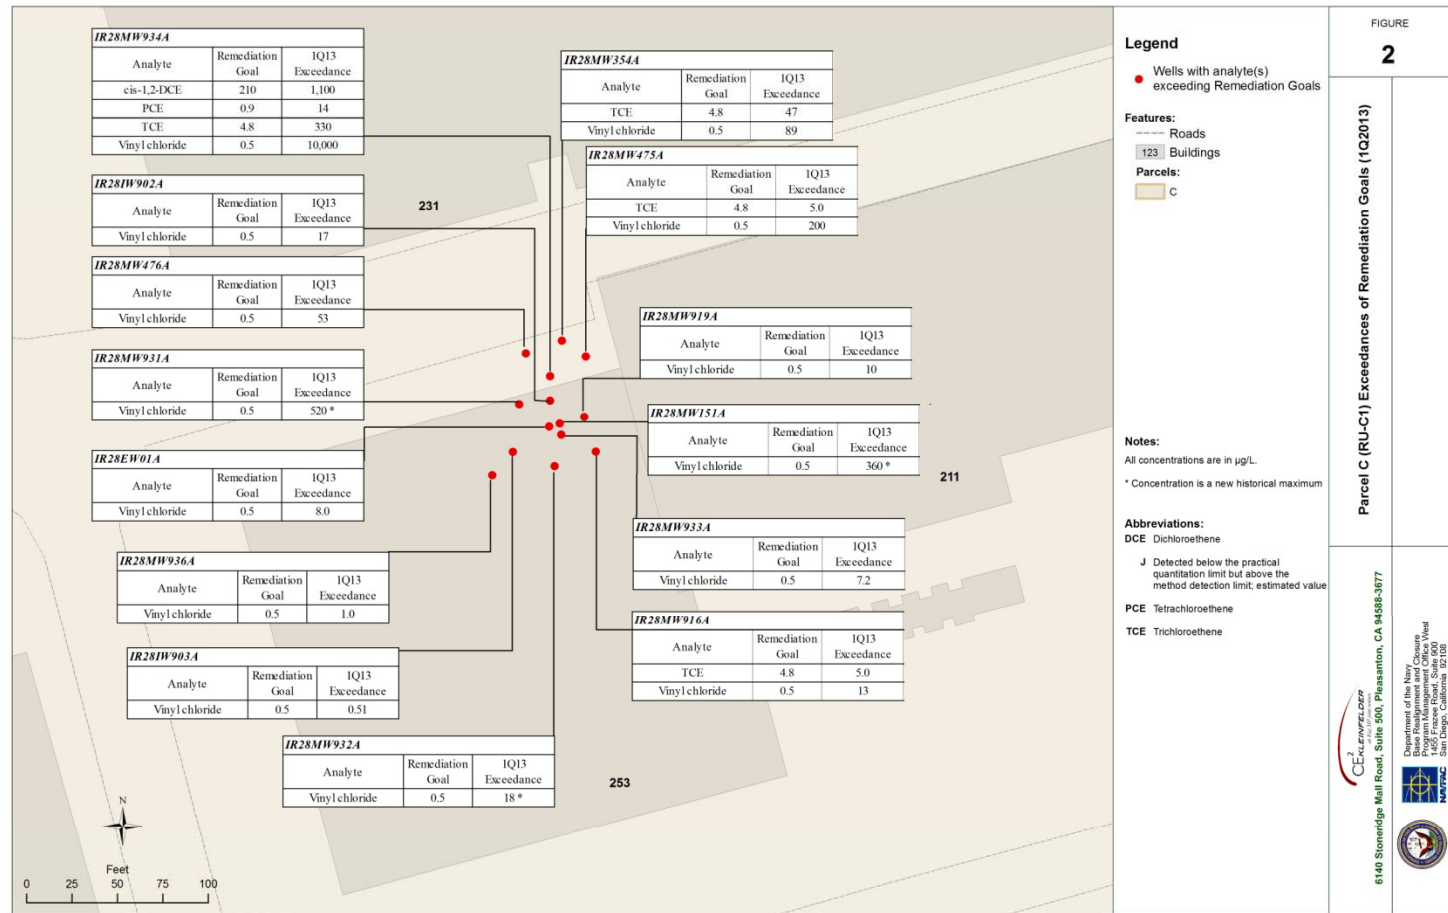 IR28MW934A
Analyte Remediation Goal 1Q13 Exceedance
cis-1,2-DCE 210 1,100
PCE 0.9 14
TCE 4.8 330
Vinyl chloride 0.5 10,000
IR28IW902A
Analyte Remediation Goal 1Q13 Exceedance
Vinyl chloride 0.5 17
IR28MW476A
Analyte Remediation Goal 1Q13 Exceedance
Vinyl chloride 0.5 53
IR28MW931A
Analyte Remediation Goal 1Q13 Exceedance
Vinyl chloride 0.5 520 *
IR28EW01A
Analyte Remediation Goal 1Q13 Exceedance
Vinyl chloride 0.5 8.0
IR28MW936A
Analyte Remediation Goal 1Q13 Exceedance
Vinyl chloride 0.5 1.0
IR28IW903A
Analyte Remediation Goal 1Q13 Exceedance
Vinyl chloride 0.5 0.51
IR28MW932A
Analyte Remediation Goal 1Q13 Exceedance
Vinyl chloride 0.5 18 *
IR28MW354A
Analyte Remediation Goal 1Q13 Exceedance
TCE 4.8 47
Vinyl chloride 0.5 89
IR28MW475A
Analyte Remediation Goal 1Q13 Exceedance
TCE 4.8 5.0
Vinyl chloride 0.5 200
IR28MW919A
Analyte Remediation Goal 1Q13 Exceedance
Vinyl chloride 0.5 10
IR28MW151A
Analyte Remediation Goal 1Q13 Exceedance
Vinyl chloride 0.5 360 *
IR28MW933A
Analyte Remediation Goal 1Q13 Exceedance
Vinyl chloride 0.5 7.2
IR28MW916A
Analyte Remediation Goal 1Q13 Exceedance
TCE 4.8 5.0
Vinyl chloride 0.5 13
231
211
253
N
Feet
0 25 50 75 100
Legend
Wells with analyte(s)
exceeding Remediation Goals
Features:
Roads
123 Buildings
Parcels:
C
Notes:
All concentrations are in µg/L.
* Concentration is a new historical maximum
Abbreviations:
DCE Dichloroethene
J Detected below the practical
quantitation limit but above the
method detection limit; estimated value
PCE Tetrachloroethene
TCE Trichloroethene
FIGURE
2
Parcel C (RU-C1) Exceedances of Remediation Goals (1Q2013)
CE2 KLEINFELDER
6140 Stoneridge Mall Road, Suite 500, Pleasanton, CA 94588-3677
Department of the Navy
Base Realignment and Closure
Program Management Office West
1455 Frazee Road, Suite 900
San Diego, California 92108
NAVFAC